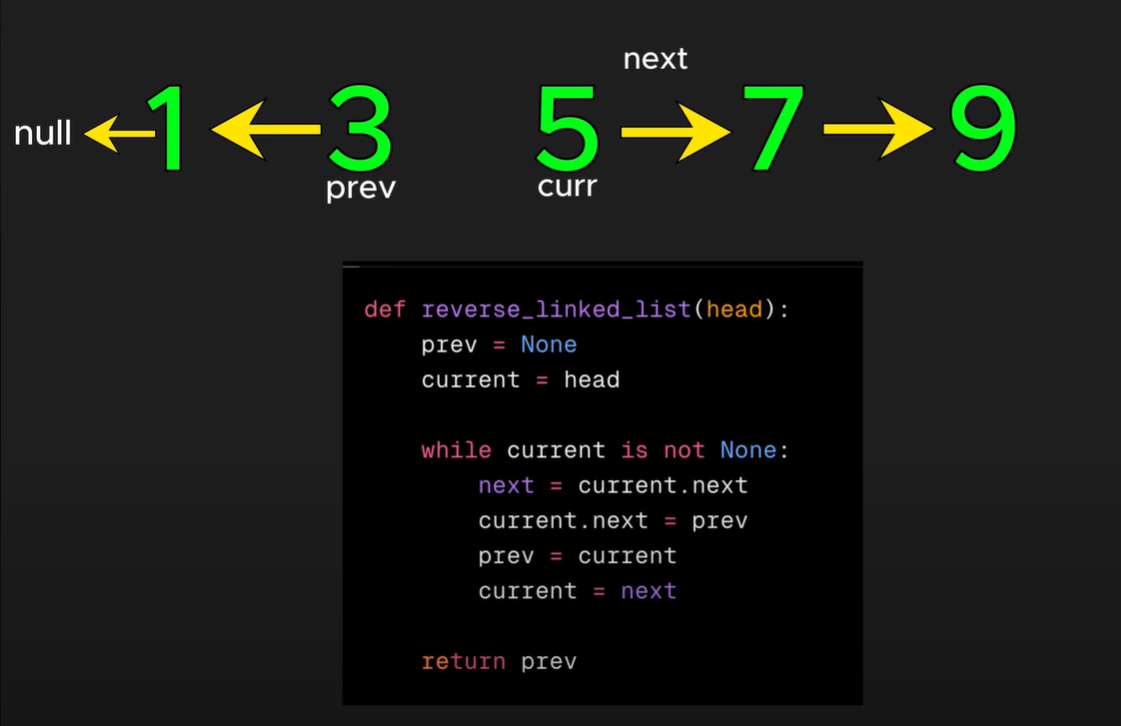 next
null 1 3 5 7 9
prev curr
def reverse_linked_list(head):
    prev = None
    current = head
    while current is not None:
        next = current.next
        current.next = prev
        prev = current
        current = next
    return prev